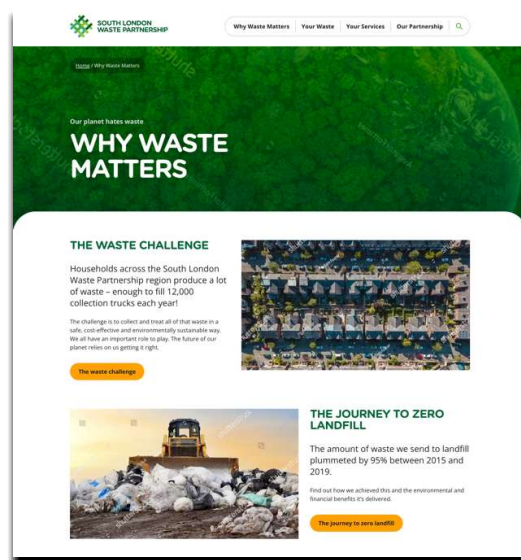 SOUTH LONDON
WASTE PARTNERSHIP
Why Waste Matters
Your Waste
Your Services
Our Partnership
Home / Why Waste Matters
Our planet hates waste
WHY WASTE
MATTERS
THE WASTE CHALLENGE
Households across the South London
Waste Partnership region produce a lot
of waste – enough to fill 12,000
collection trucks each year!
The challenge is to collect and treat all of that waste in a
safe, cost-effective and environmentally sustainable way.
We all have an important role to play. The future of our
planet relies on us getting it right.
The waste challenge
THE JOURNEY TO ZERO
LANDFILL
The amount of waste we send to landfill
plummeted by 95% between 2015 and
2019.
Find out how we achieved this and the environmental and
financial benefits it's delivered.
The journey to zero landfill